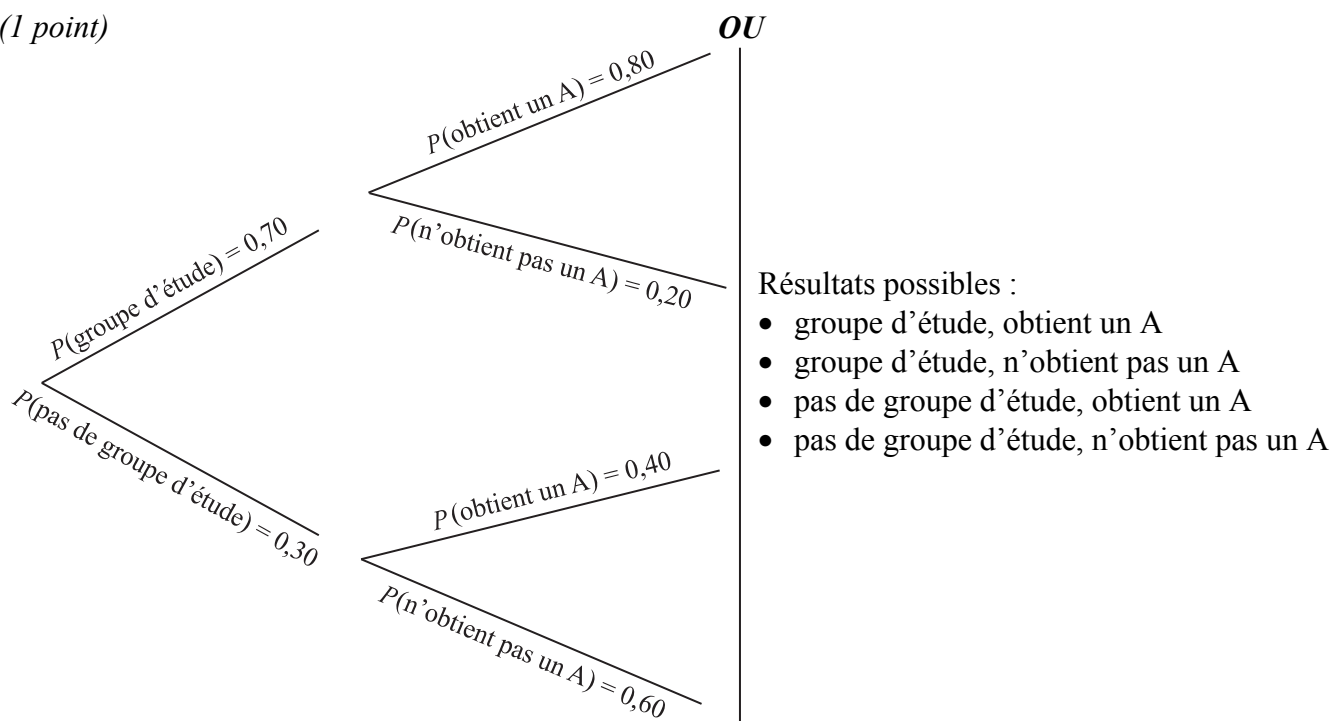 (1 point)
OU
P(obtient un A) = 0,80
P(n’obtient pas un A) = 0,20
P(groupe d’étude) = 0,70
P(pas de groupe d’étude) = 0,30
P(obtient un A) = 0,40
P(n’obtient pas un A) = 0,60
Résultats possibles :
• groupe d’étude, obtient un A
• groupe d’étude, n’obtient pas un A
• pas de groupe d’étude, obtient un A
• pas de groupe d’étude, n’obtient pas un A